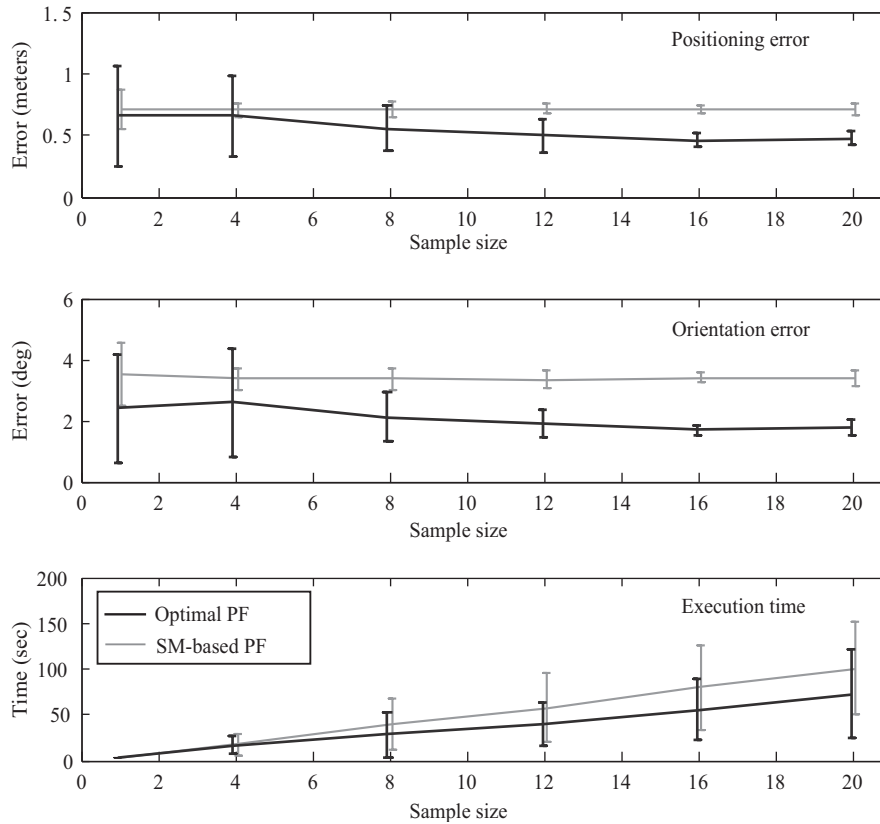 1.5
1
0.5
0
Error (meters)
Positioning error
0 2 4 6 8 10 12 14 16 18 20
Sample size
6
4
2
0
Error (deg)
Orientation error
0 2 4 6 8 10 12 14 16 18 20
Sample size
200
150
100
50
0
Time (sec)
Optimal PF
SM-based PF
Execution time
0 2 4 6 8 10 12 14 16 18 20
Sample size